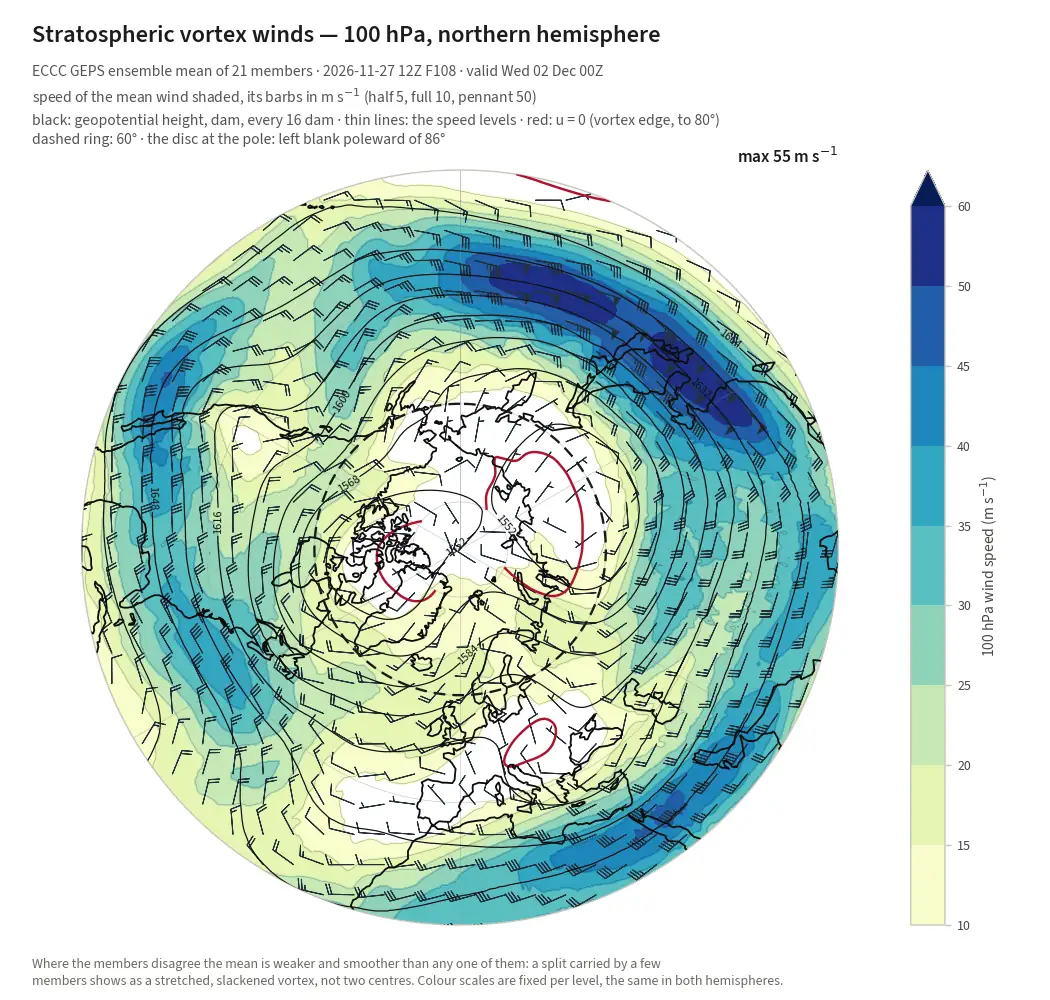 Stratospheric vortex winds — 100 hPa, northern hemisphere
ECCC GEPS ensemble mean of 21 members · 2026-11-27 12Z F108 · valid Wed 02 Dec 00Z
speed of the mean wind shaded, its barbs in m s⁻¹ (half 5, full 10, pennant 50)
black: geopotential height, dam, every 16 dam · thin lines: the speed levels · red: u = 0 (vortex edge, to 80°)
dashed ring: 60° · the disc at the pole: left blank poleward of 86°
max 55 m s⁻¹
60
50
45
40
35
30
25
20
15
10
100 hPa wind speed (m s⁻¹)
1632
1600
1568
1648
1616
1552
1584
Where the members disagree the mean is weaker and smoother than any one of them: a split carried by a few
members shows as a stretched, slackened vortex, not two centres. Colour scales are fixed per level, the same in both hemispheres.